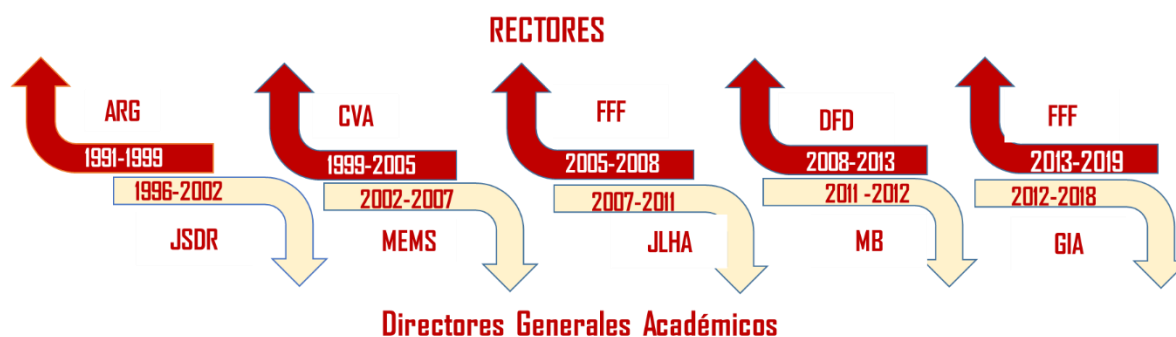 RECTORES
ARG
CVA
FFF
DFD
FFF
1991-1999
1999-2005
2005-2008
2008-2013
2013-2019
1996-2002
2002-2007
2007-2011
2011 -2012
2012-2018
JSDR
MEMS
JLHA
MB
GIA
Directores Generales Académicos